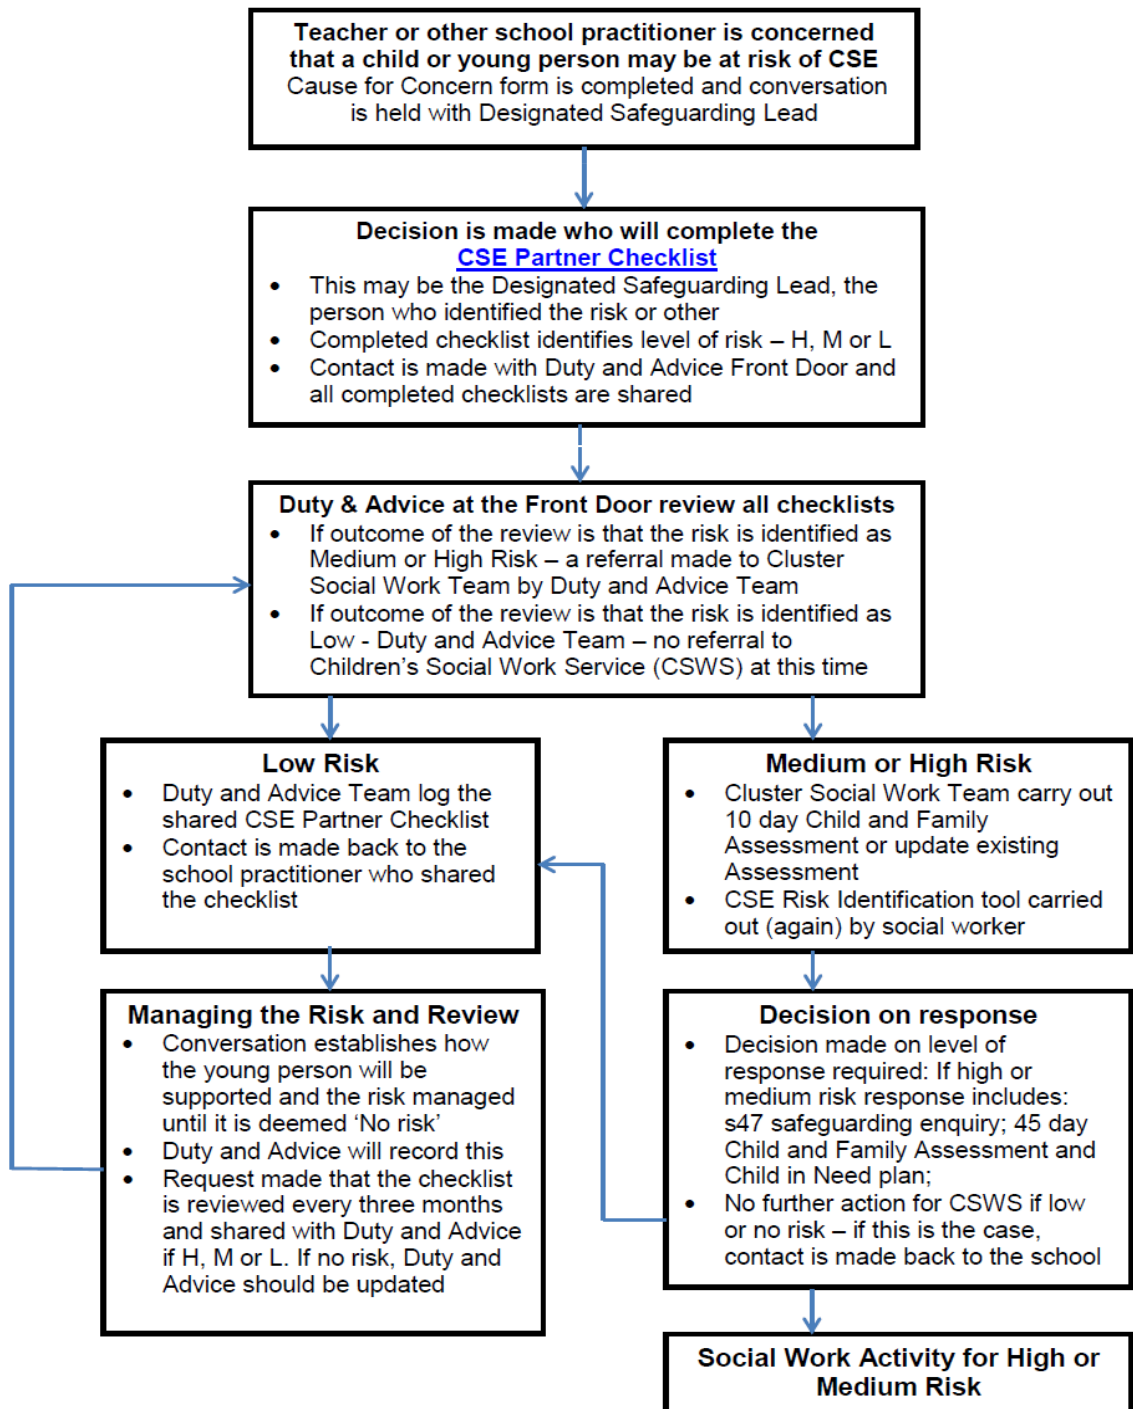 Teacher or other school practitioner is concerned
that a child or young person may be at risk of CSE
Cause for Concern form is completed and conversation
is held with Designated Safeguarding Lead
Decision is made who will complete the
CSE Partner Checklist
• This may be the Designated Safeguarding Lead, the
person who identified the risk or other
• Completed checklist identifies level of risk – H, M or L
• Contact is made with Duty and Advice Front Door and
all completed checklists are shared
Duty & Advice at the Front Door review all checklists
• If outcome of the review is that the risk is identified as
Medium or High Risk – a referral made to Cluster
Social Work Team by Duty and Advice Team
• If outcome of the review is that the risk is identified as
Low - Duty and Advice Team – no referral to
Children's Social Work Service (CSWS) at this time
Low Risk
• Duty and Advice Team log the
shared CSE Partner Checklist
• Contact is made back to the
school practitioner who shared
the checklist
Medium or High Risk
• Cluster Social Work Team carry out
10 day Child and Family
Assessment or update existing
Assessment
• CSE Risk Identification tool carried
out (again) by social worker
Managing the Risk and Review
• Conversation establishes how
the young person will be
supported and the risk managed
until it is deemed 'No risk'
• Duty and Advice will record this
• Request made that the checklist
is reviewed every three months
and shared with Duty and Advice
if H, M or L. If no risk, Duty and
Advice should be updated
Decision on response
• Decision made on level of
response required: If high or
medium risk response includes:
s47 safeguarding enquiry; 45 day
Child and Family Assessment and
Child in Need plan;
• No further action for CSWS if low
or no risk – if this is the case,
contact is made back to the school
Social Work Activity for High or
Medium Risk